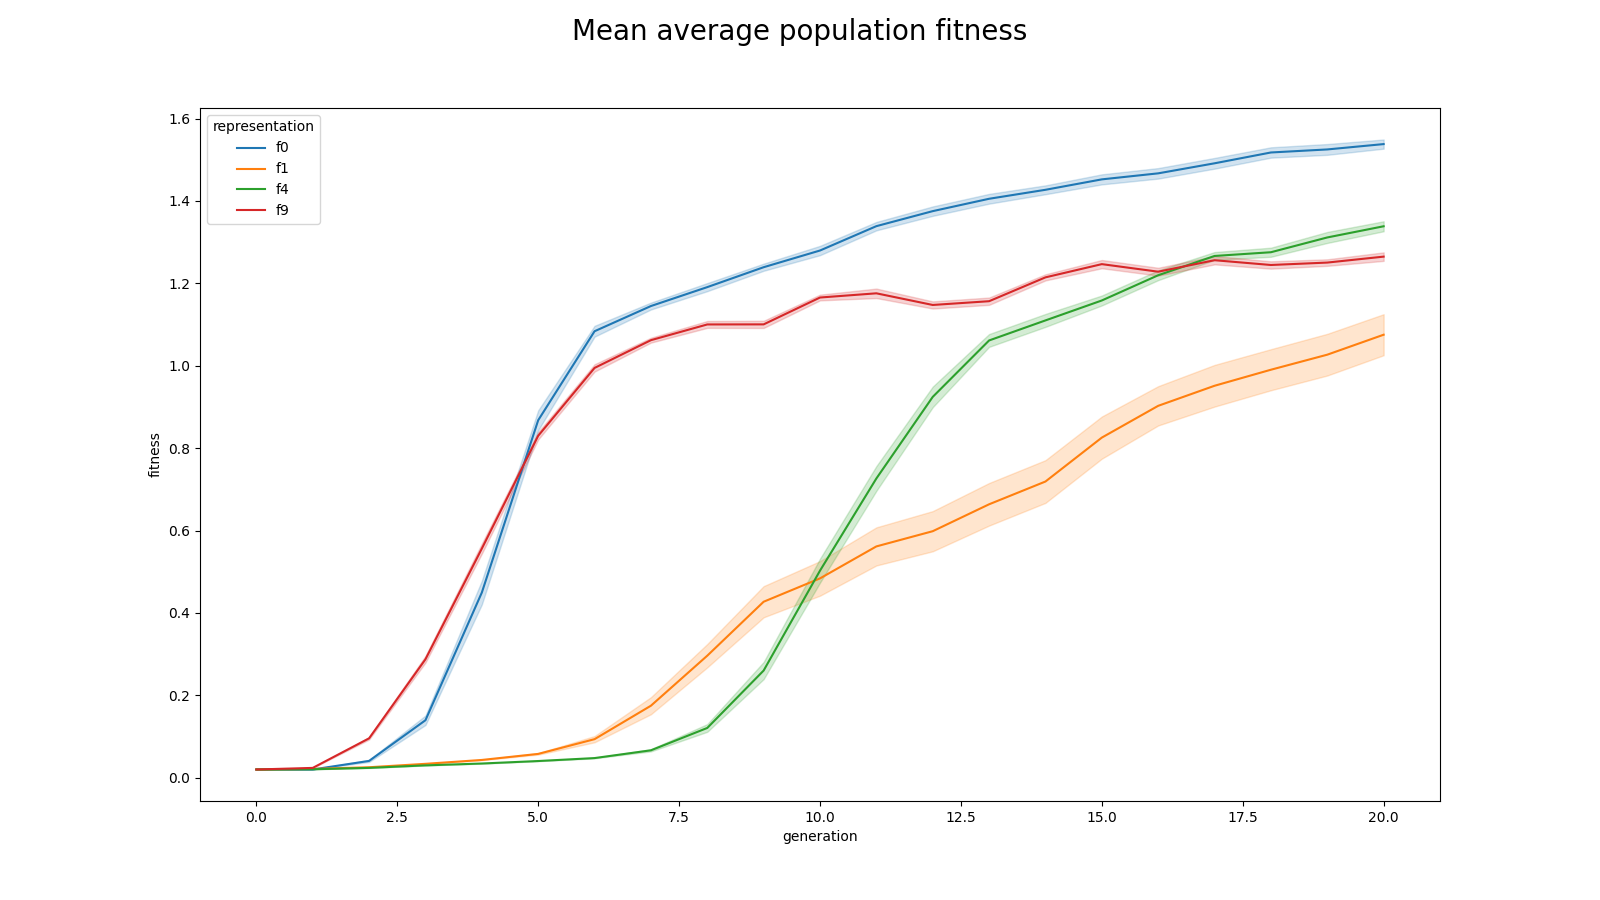 Mean average population fitness
representation
f0
f1
f4
f9
fitness
1.6
1.4
1.2
1.0
0.8
0.6
0.4
0.2
0.0
0.0 2.5 5.0 7.5 10.0 12.5 15.0 17.5 20.0
generation